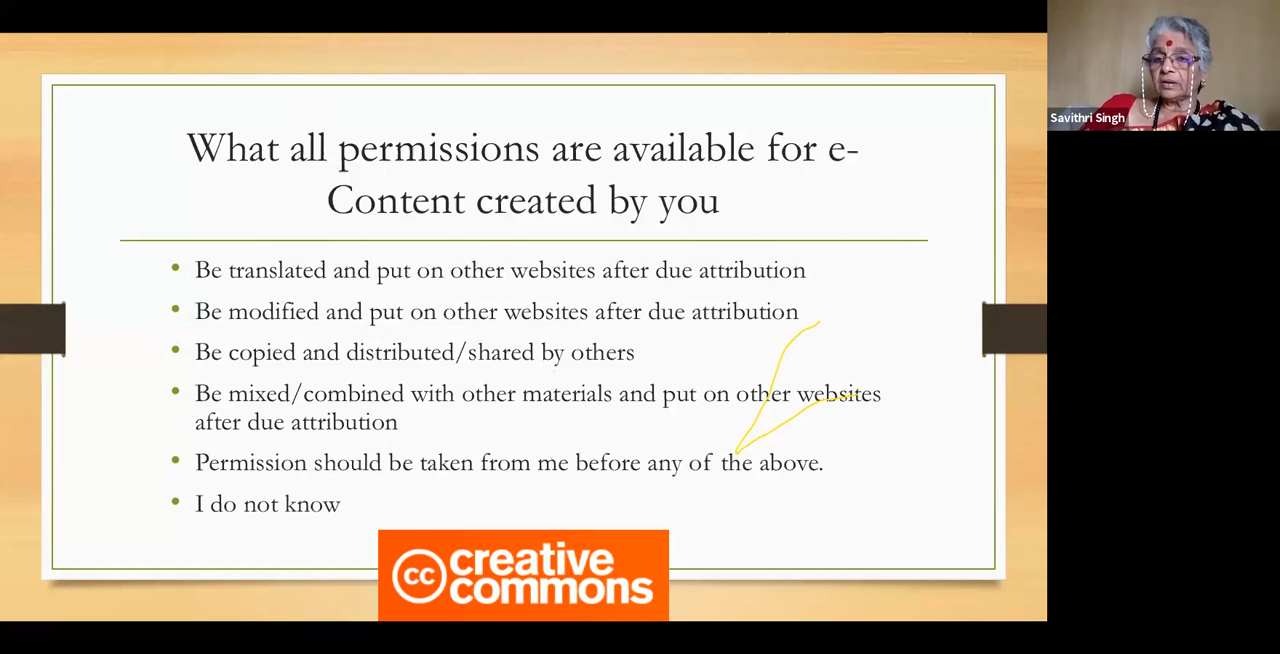 What all permissions are available for e-
Content created by you
• Be translated and put on other websites after due attribution
• Be modified and put on other websites after due attribution
• Be copied and distributed/shared by others
• Be mixed/combined with other materials and put on other websites
after due attribution
• Permission should be taken from me before any of the above.
• I do not know
cc creative
commons
Savithri Singh